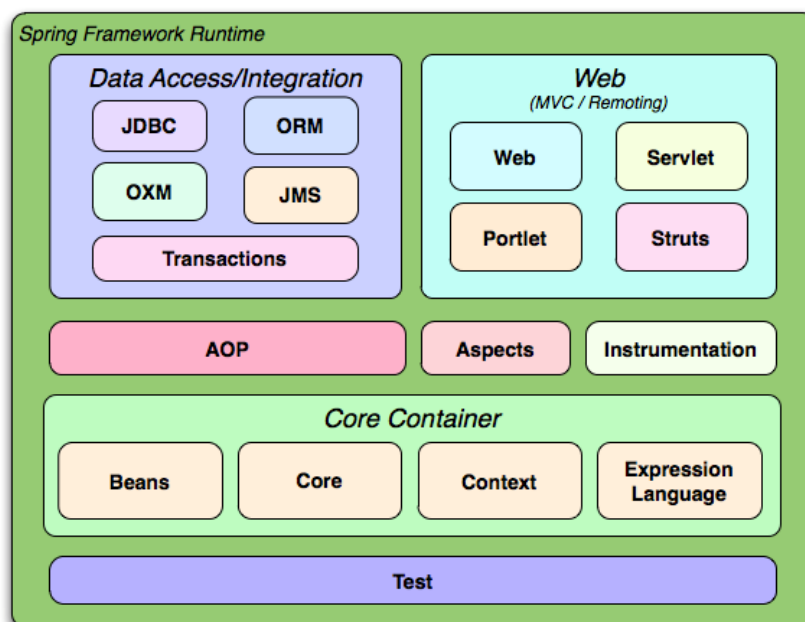 Spring Framework Runtime
Data Access/Integration
JDBC
ORM
OXM
JMS
Transactions
Web
(MVC / Remoting)
Web
Servlet
Portlet
Struts
AOP
Aspects
Instrumentation
Core Container
Beans
Core
Context
Expression
Language
Test